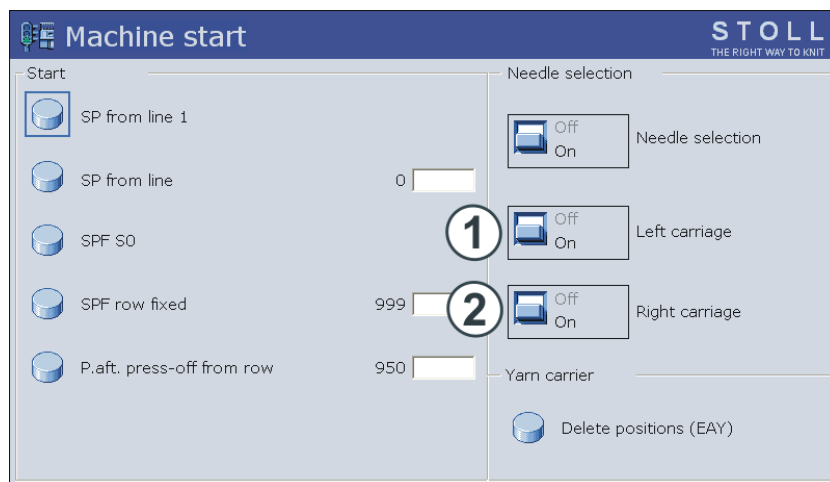 Machine start
STOLL
THE RIGHT WAY TO KNIT
Start
SP from line 1
SP from line 0
SPF S0
SPF row fixed 999
P.aft. press-off from row 950
Needle selection
Off
On
Needle selection
1
Off
On
Left carriage
2
Off
On
Right carriage
Yarn carrier
Delete positions (EAY)